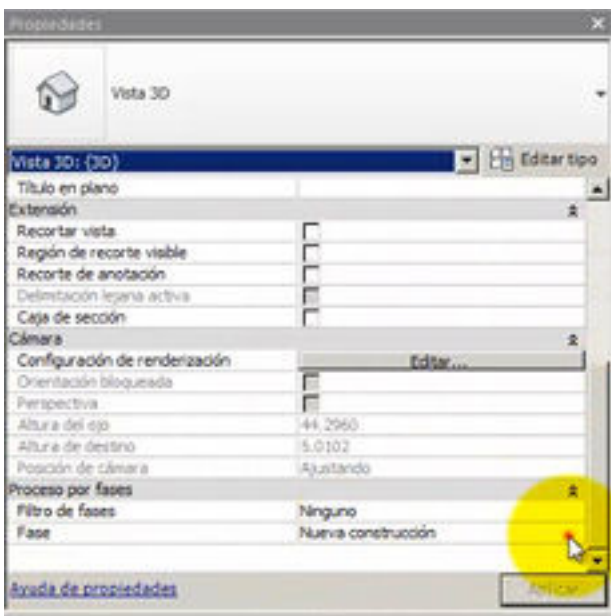 Propiedades
Vista 3D
Vista 3D: {3D}
Editar tipo
Título en plano
Extensión
Recortar vista
Región de recorte visible
Recorte de anotación
Delimitación lejana activa
Caja de sección
Cámara
Configuración de renderización Editar...
Orientación bloqueada
Perspectiva
Altura del ojo 44.2960
Altura de destino 5.0102
Posición de cámara Ajustando
Proceso por fases
Filtro de fases Ninguno
Fase Nueva construcción
Ayuda de propiedades Aplicar